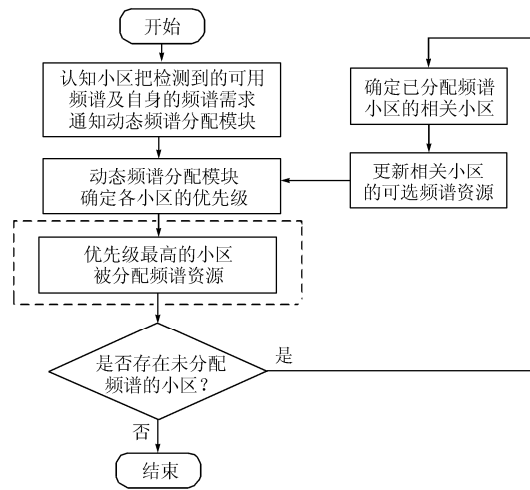 开始
认知小区把检测到的可用
频谱及自身的频谱需求
通知动态频谱分配模块
动态频谱分配模块
确定各小区的优先级
优先级最高的小区
被分配频谱资源
是否存在未分配
频谱的小区?
是
否
结束
确定已分配频谱
小区的相关小区
更新相关小区
的可选频谱资源